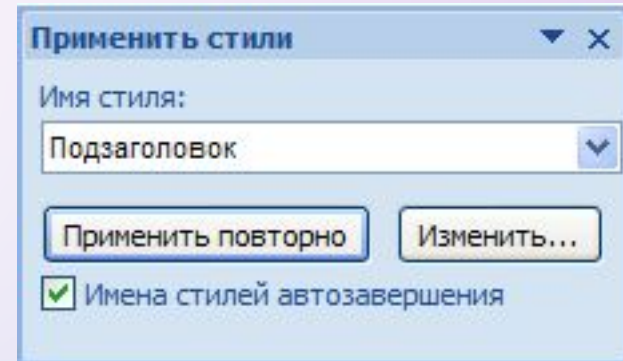 Применить стили
Имя стиля:
Подзаголовок
Применить повторно Изменить...
Имена стилей автозавершения